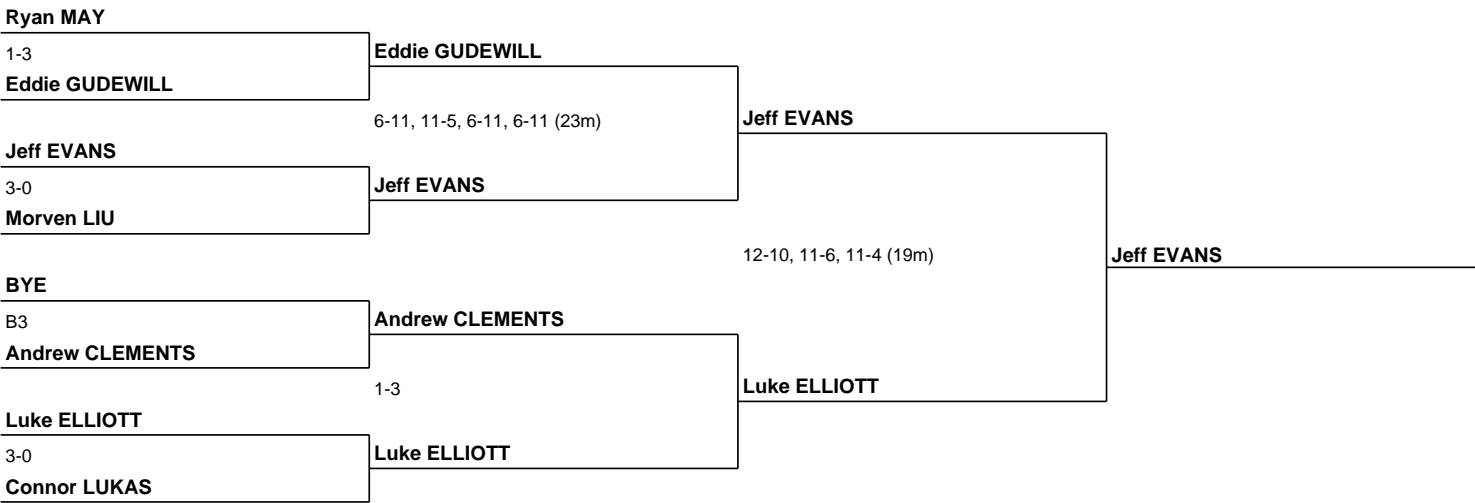 Ryan MAY
1-3
Eddie GUDEWILL
Eddie GUDEWILL
6-11, 11-5, 6-11, 6-11 (23m)
Jeff EVANS
Jeff EVANS
3-0
Jeff EVANS
Morven LIU
12-10, 11-6, 11-4 (19m)
Jeff EVANS
BYE
B3
Andrew CLEMENTS
Andrew CLEMENTS
1-3
Luke ELLIOTT
Luke ELLIOTT
3-0
Luke ELLIOTT
Connor LUKAS